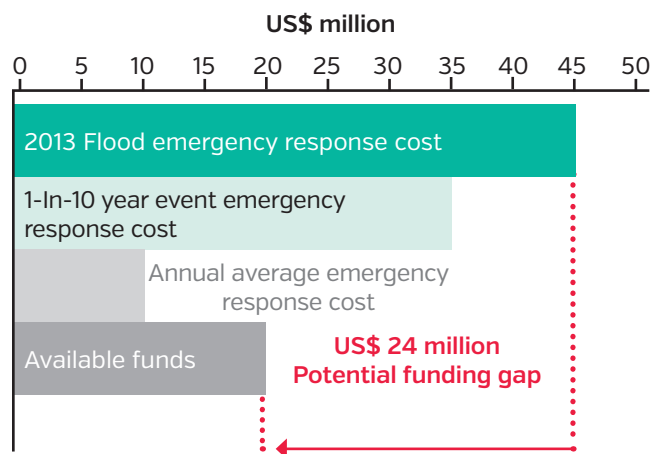 US$ million
0 5 10 15 20 25 30 35 40 45 50
2013 Flood emergency response cost
1-In-10 year event emergency
response cost
Annual average emergency
response cost
Available funds
US$ 24 million
Potential funding gap